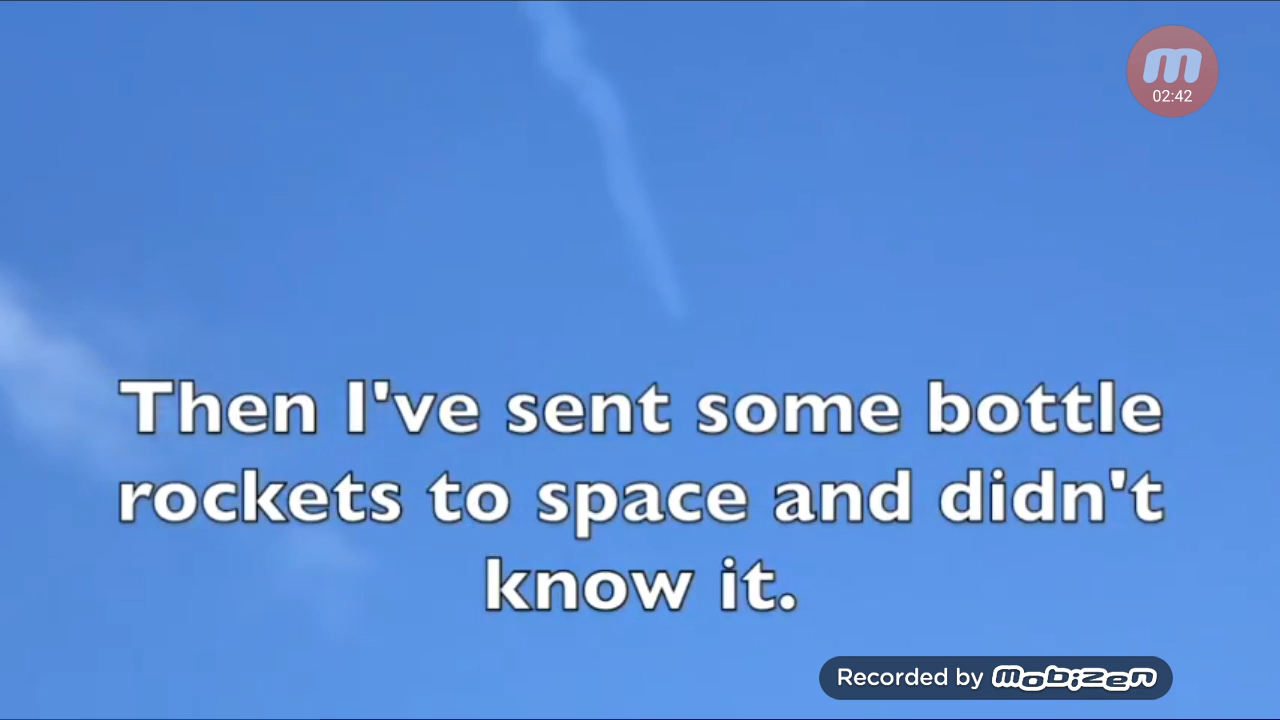 m
02:42
Then I've sent some bottle
rockets to space and didn't
know it.
Recorded by mobizen